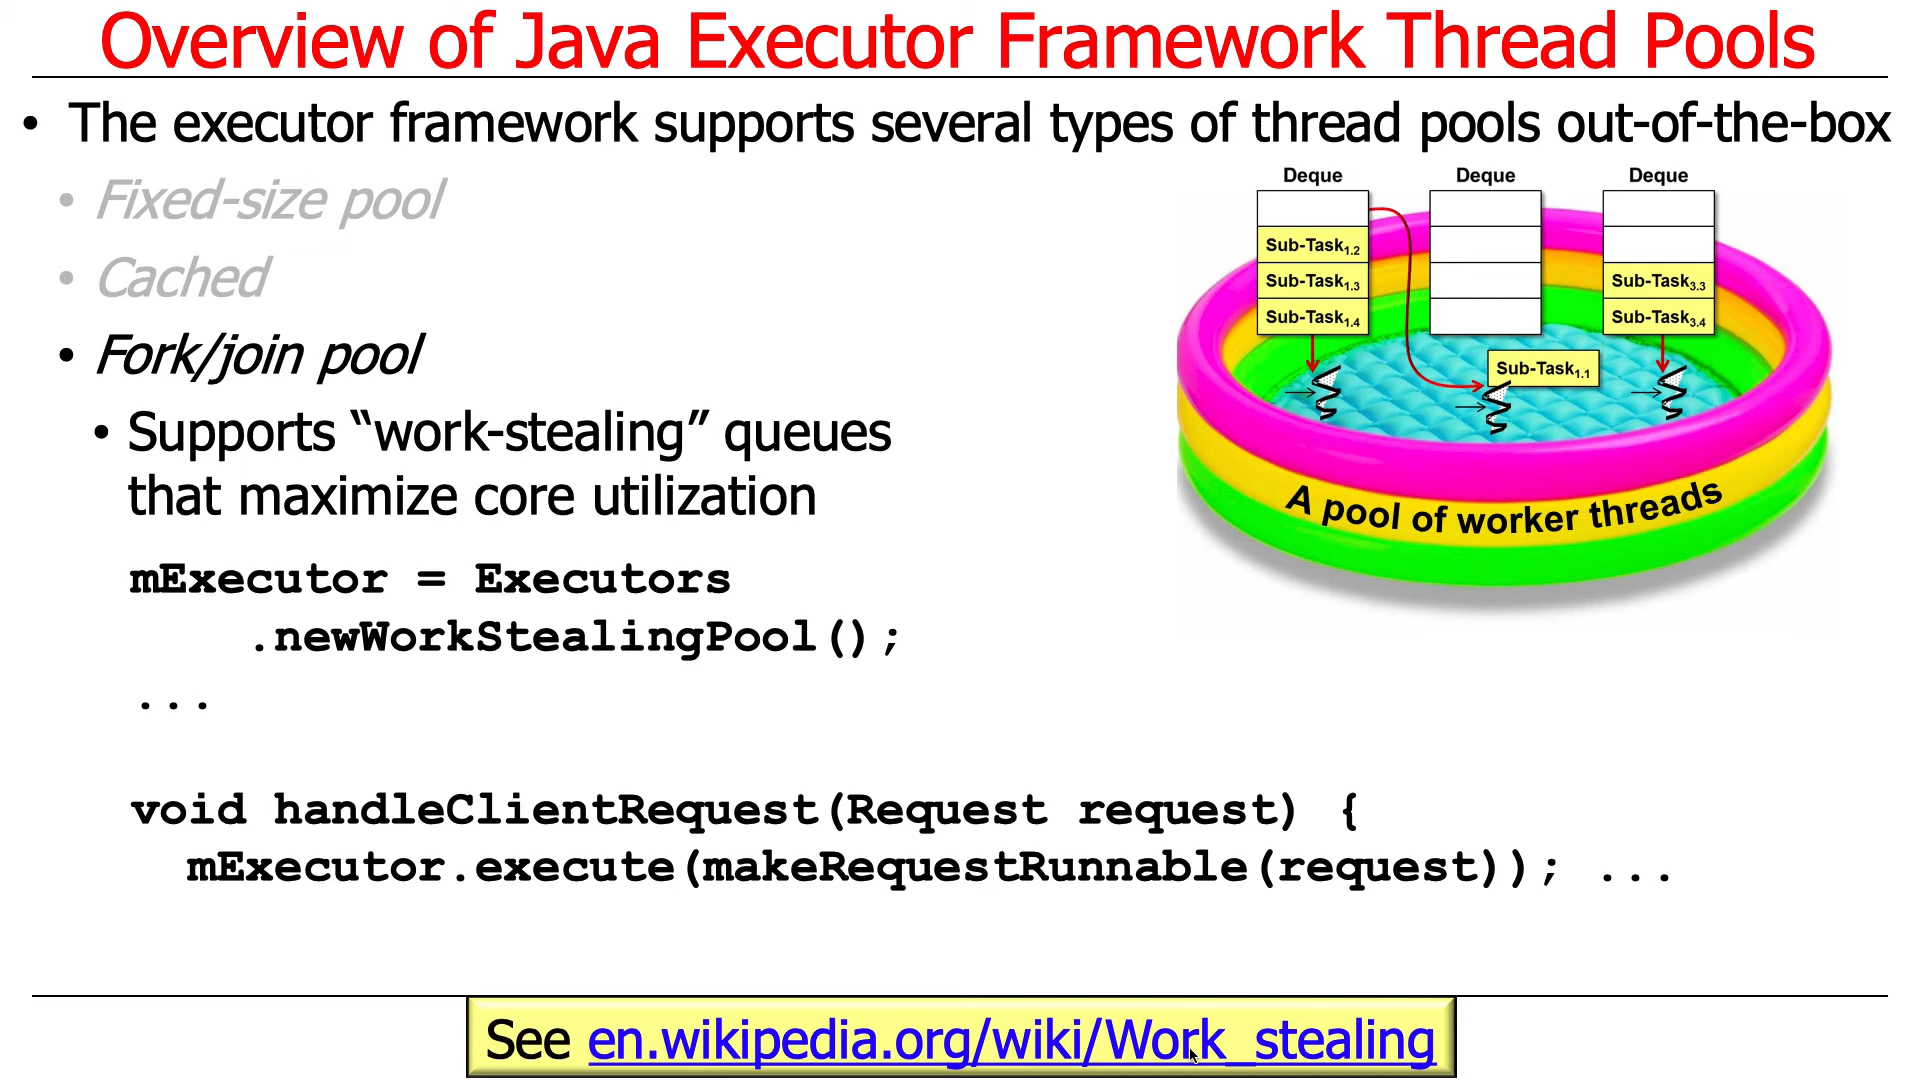 Overview of Java Executor Framework Thread Pools
• The executor framework supports several types of thread pools out-of-the-box
• Fixed-size pool
• Cached
• Fork/join pool
• Supports “work-stealing” queues
that maximize core utilization
mExecutor = Executors
.newWorkStealingPool();
...
void handleClientRequest(Request request) {
mExecutor.execute(makeRequestRunnable(request)); ...
Deque Deque Deque
Sub-Task1.2
Sub-Task1.3 Sub-Task3.3
Sub-Task1.4 Sub-Task3.4
Sub-Task1.1
A pool of worker threads
See en.wikipedia.org/wiki/Work_stealing